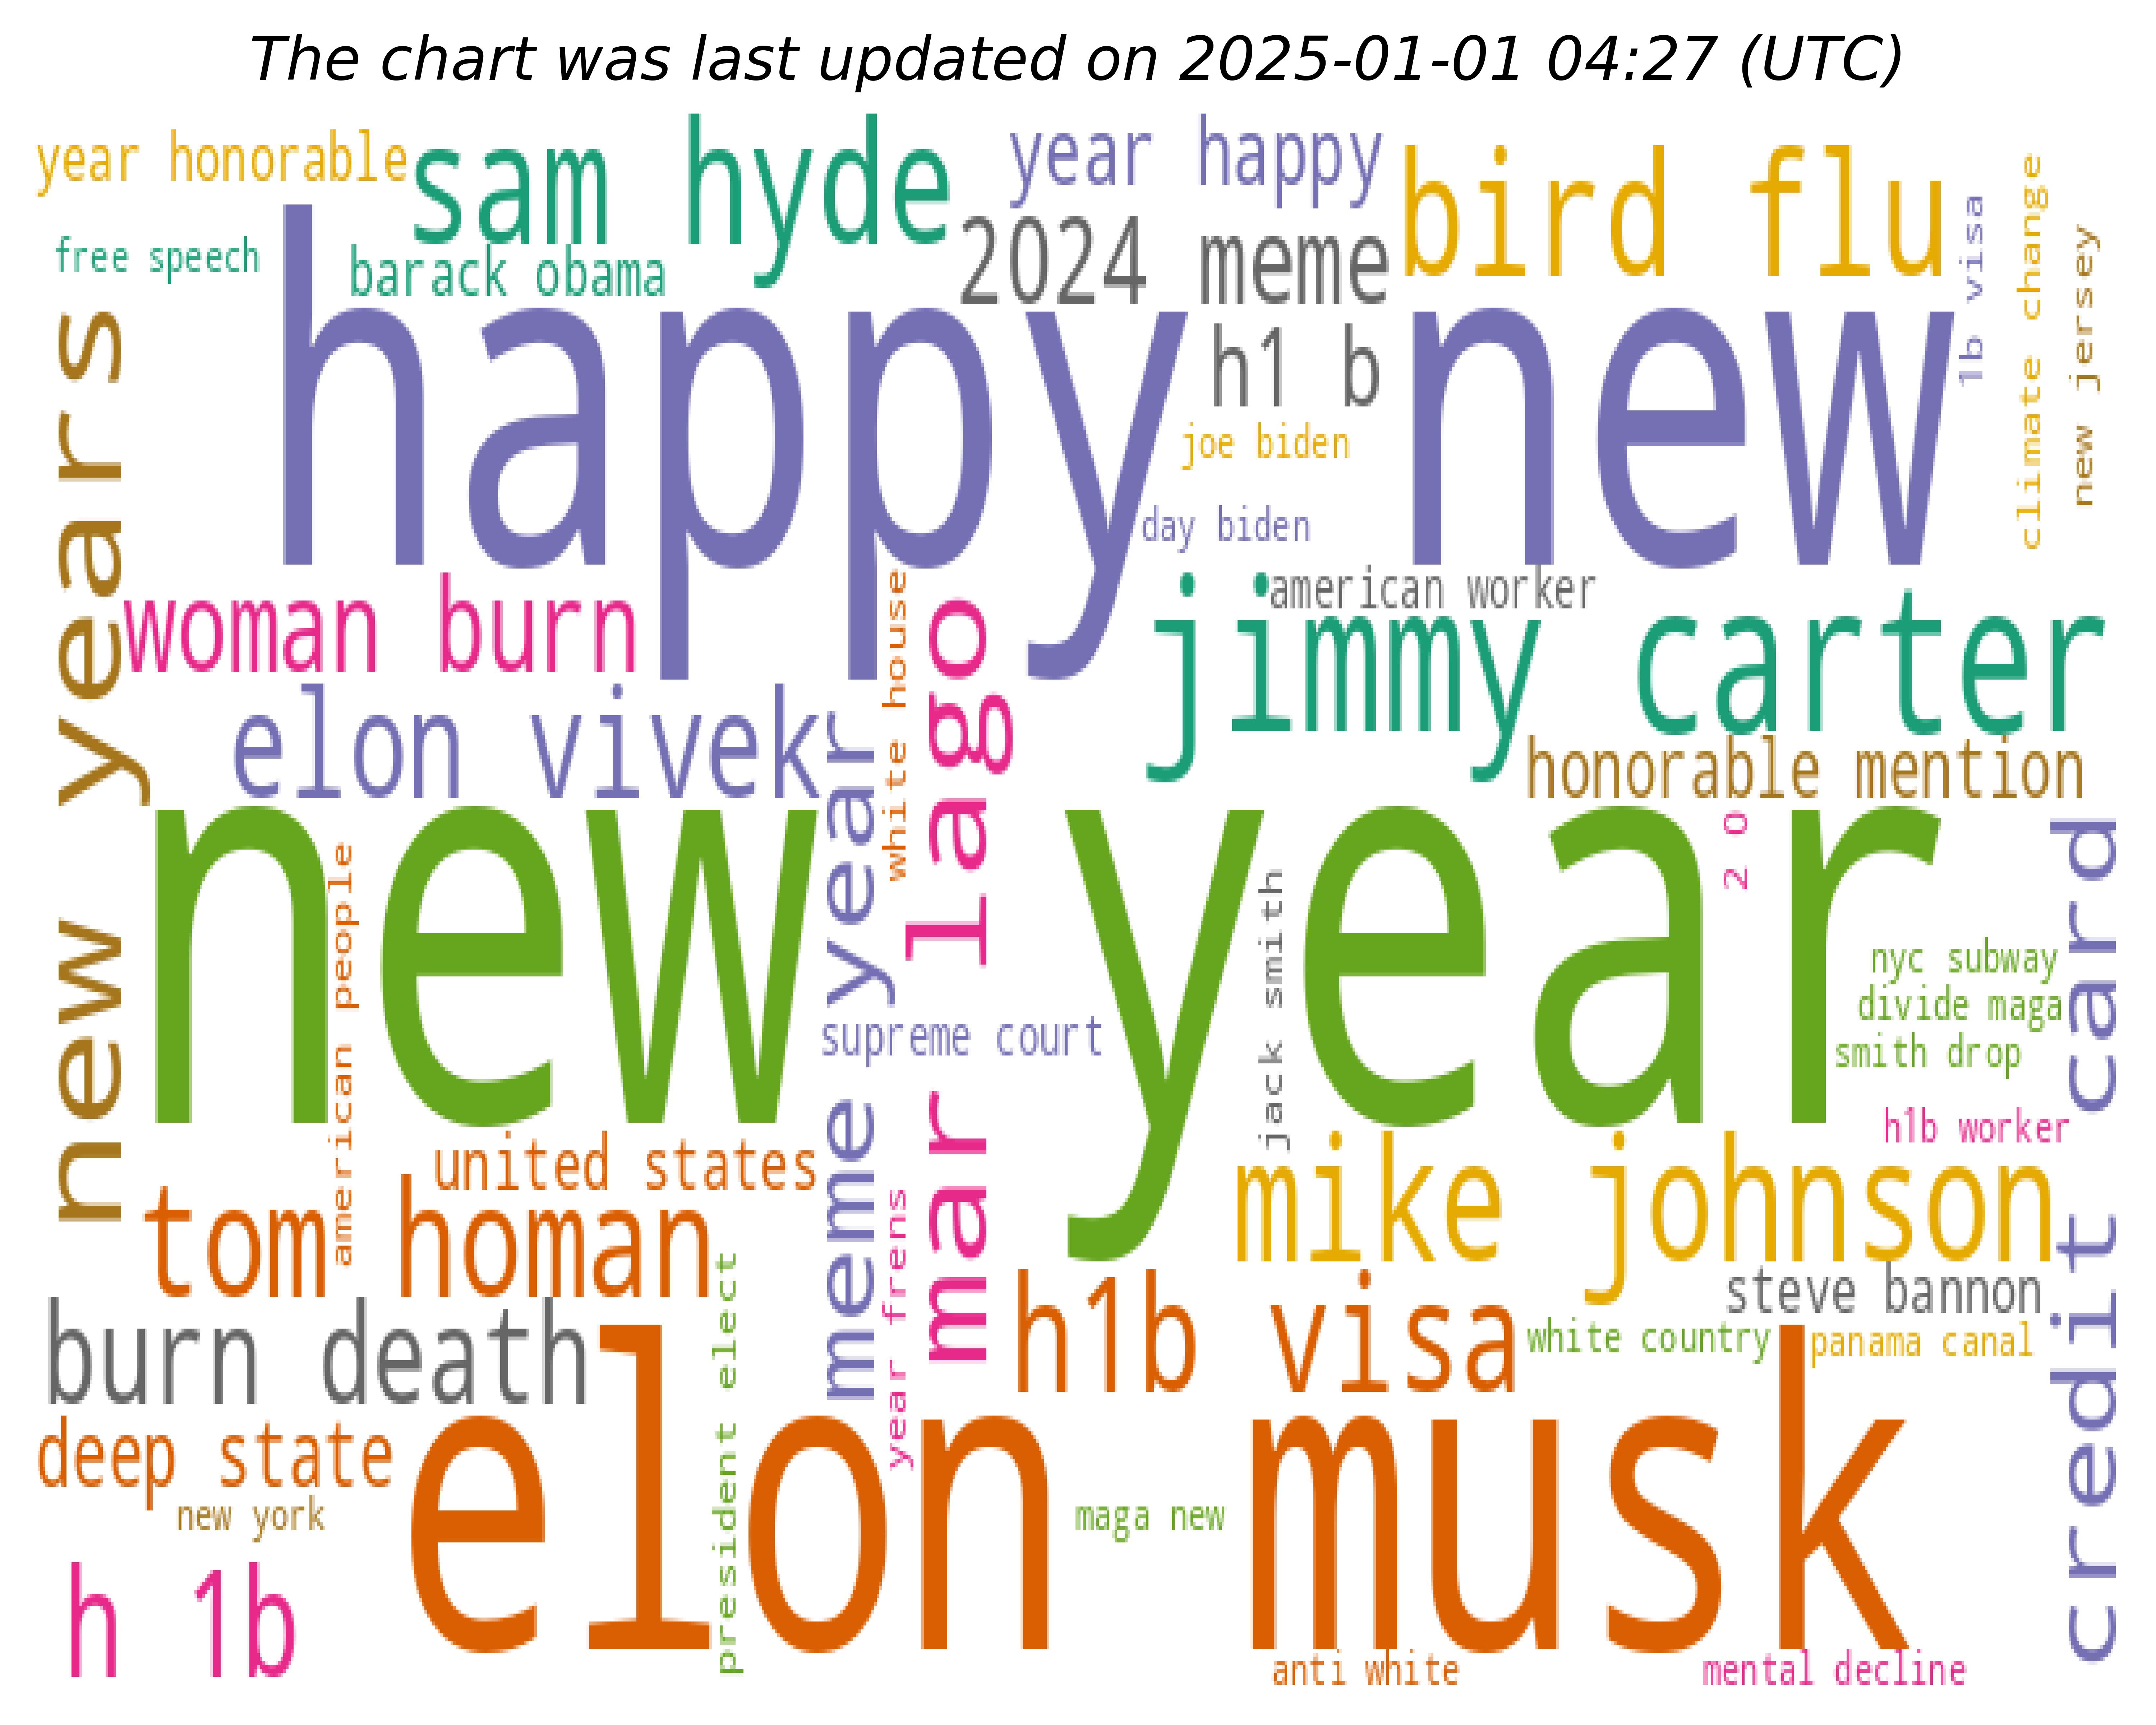 The chart was last updated on 2025-01-01 04:27 (UTC)
year honorable
sam hyde
year happy
bird flu
free speech
barack obama
2024 meme
1b visa
climate change
new jersey
happy new
h1 b
joe biden
day biden
new years
woman burn
white house
mar lago
american worker
jimmy carter
elon vivek
honorable mention
new year
meme year
2 0
american people
jack smith
supreme court
nyc subway
divide maga
smith drop
credit card
h1b worker
united states
tom homan
mike johnson
year frens
president elect
h1b visa
steve bannon
burn death
white country
panama canal
deep state
elon musk
new york
maga new
h 1b
anti white
mental decline